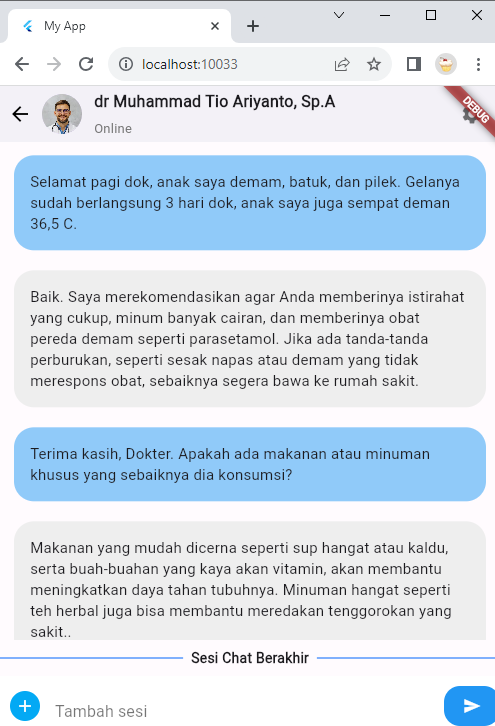 My App
localhost:10033
dr Muhammad Tio Ariyanto, Sp.A
Online
DEBUG
Selamat pagi dok, anak saya demam, batuk, dan pilek. Gelanya
sudah berlangsung 3 hari dok, anak saya juga sempat deman
36,5 C.
Baik. Saya merekomendasikan agar Anda memberinya istirahat
yang cukup, minum banyak cairan, dan memberinya obat
pereda demam seperti parasetamol. Jika ada tanda-tanda
perburukan, seperti sesak napas atau demam yang tidak
merespons obat, sebaiknya segera bawa ke rumah sakit.
Terima kasih, Dokter. Apakah ada makanan atau minuman
khusus yang sebaiknya dia konsumsi?
Makanan yang mudah dicerna seperti sup hangat atau kaldu,
serta buah-buahan yang kaya akan vitamin, akan membantu
meningkatkan daya tahan tubuhnya. Minuman hangat seperti
teh herbal juga bisa membantu meredakan tenggorokan yang
sakit..
Sesi Chat Berakhir
Tambah sesi